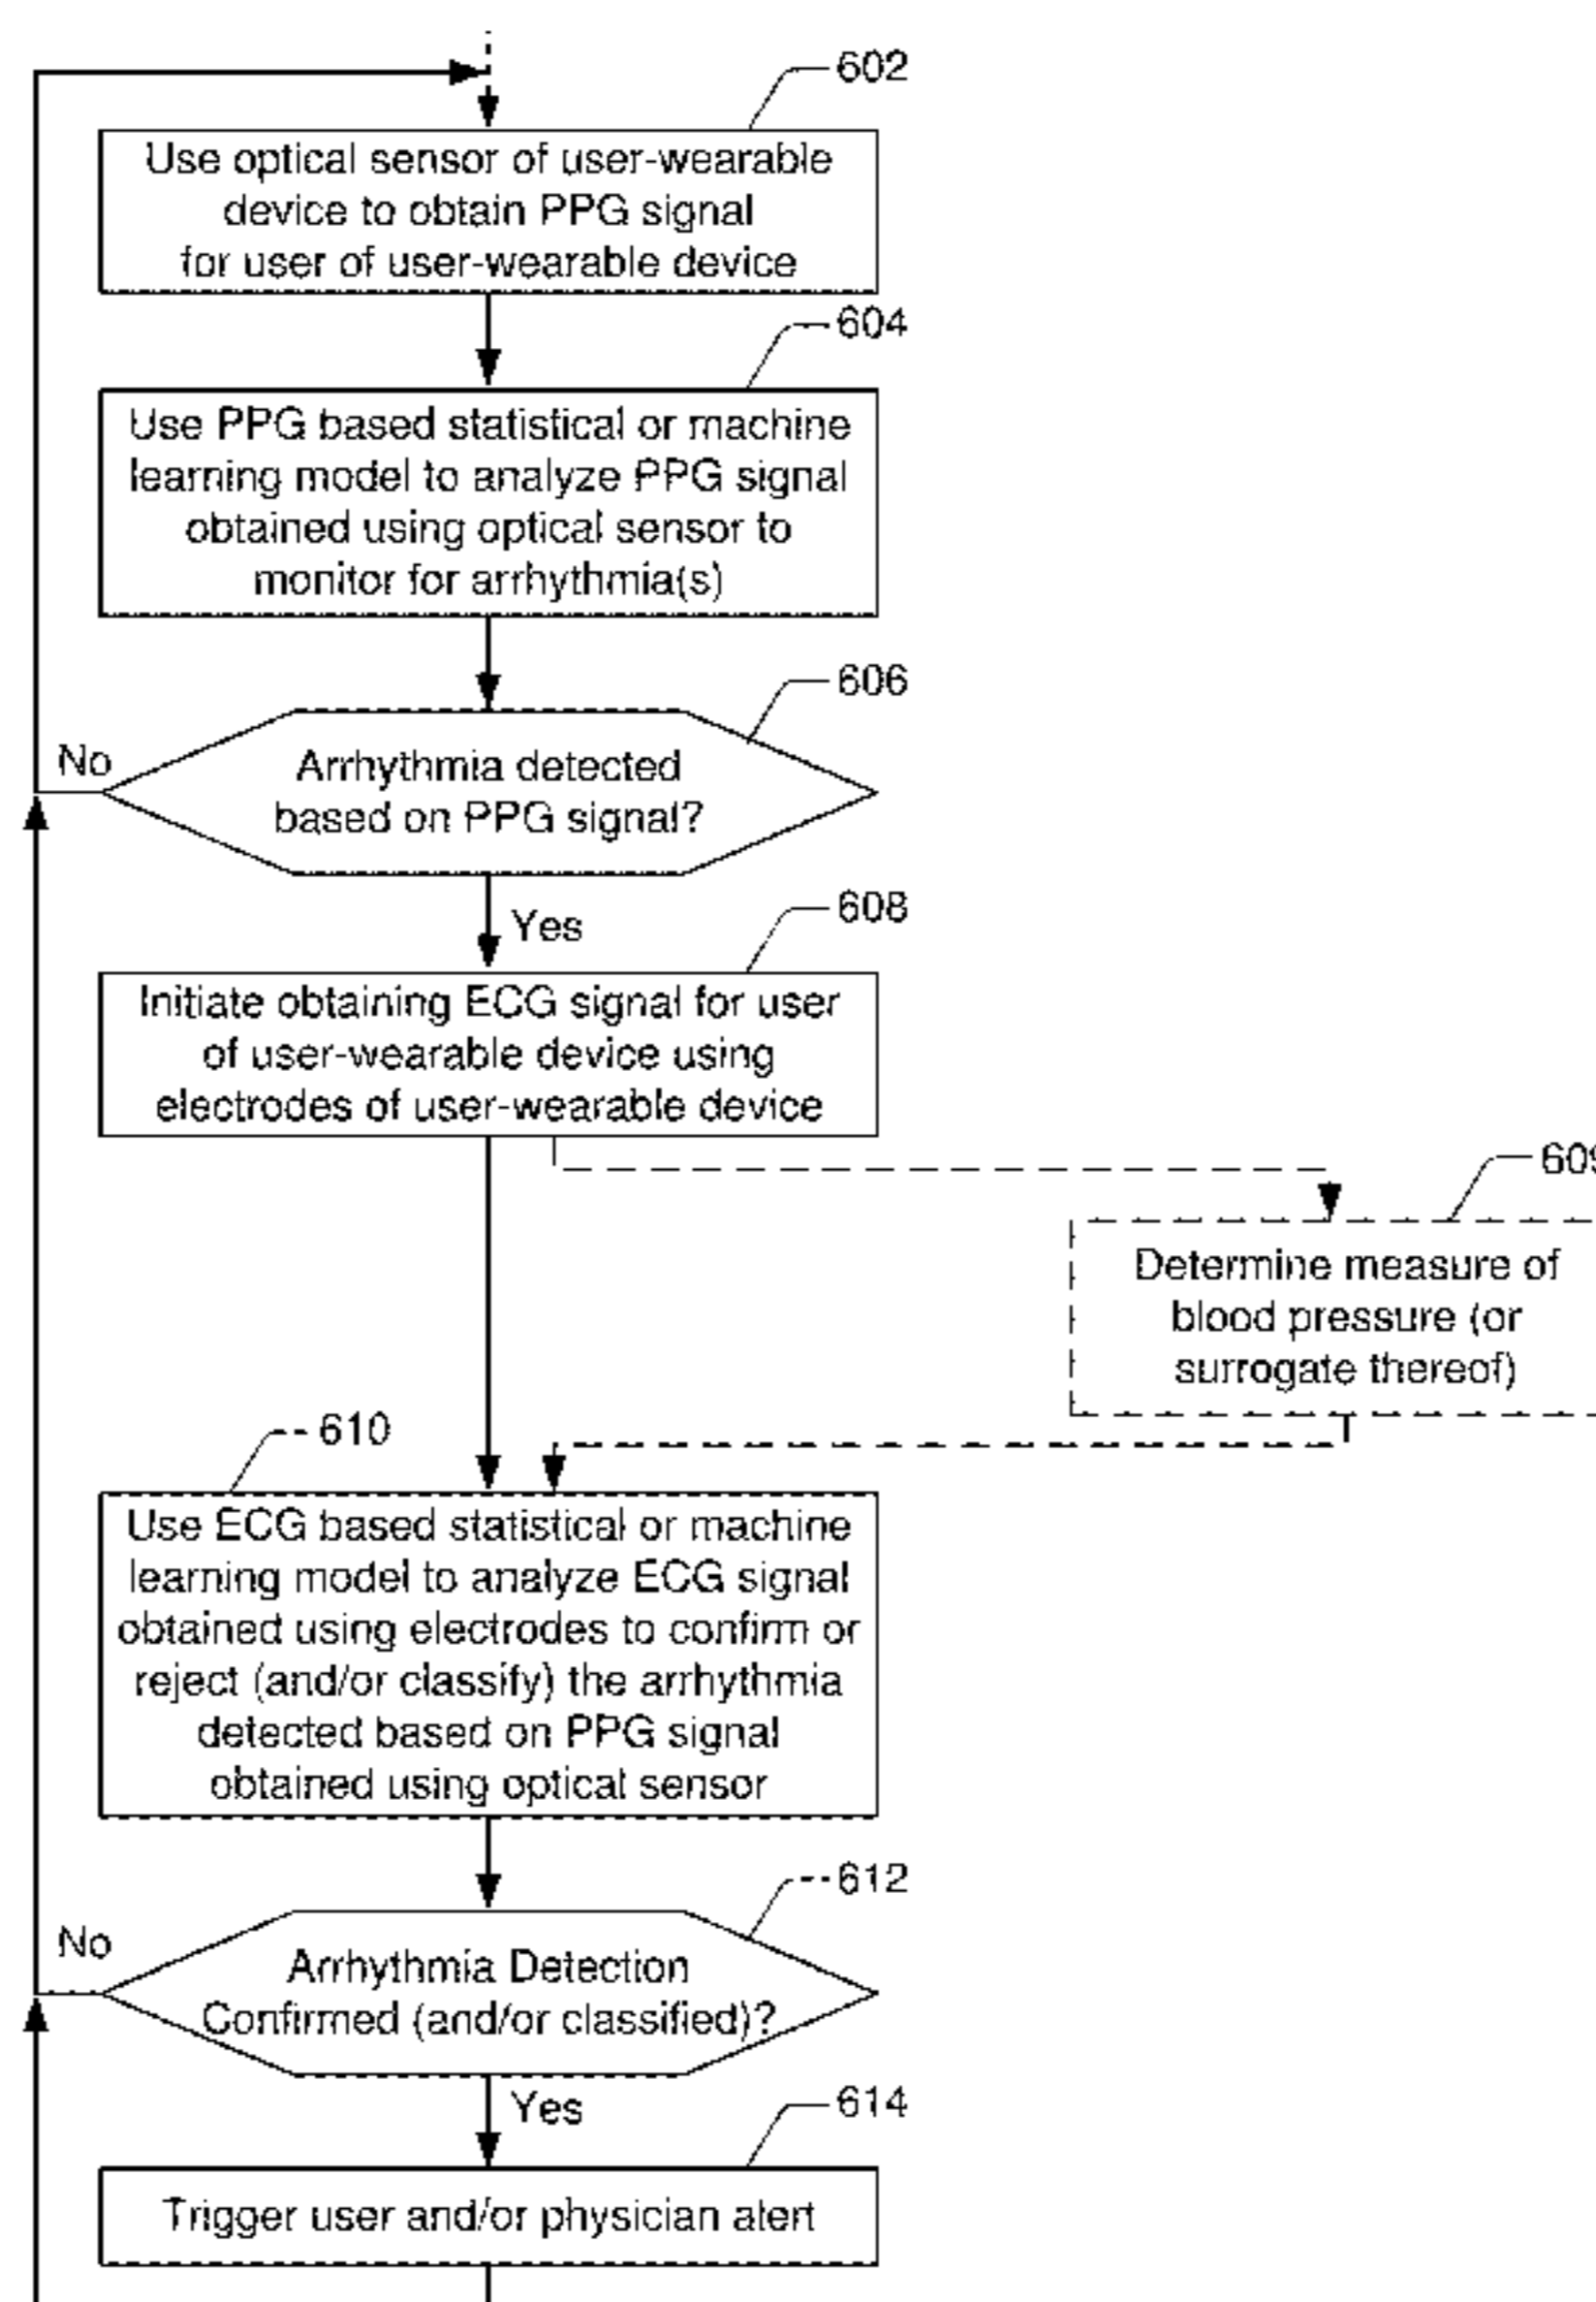 602
Use optical sensor of user-wearable
device to obtain PPG signal
for user of user-wearable device
604
Use PPG based statistical or machine
learning model to analyze PPG signal
obtained using optical sensor to
monitor for arrhythmia(s)
606
No
Arrhythmia detected
based on PPG signal?
Yes
608
Initiate obtaining ECG signal for user
of user-wearable device using
electrodes of user-wearable device
609
Determine measure of
blood pressure (or
surrogate thereof)
610
Use ECG based statistical or machine
learning model to analyze ECG signal
obtained using electrodes to confirm or
reject (and/or classify) the arrhythmia
detected based on PPG signal
obtained using optical sensor
612
No
Arrhythmia Detection
Confirmed (and/or classified)?
Yes
614
Trigger user and/or physician alert